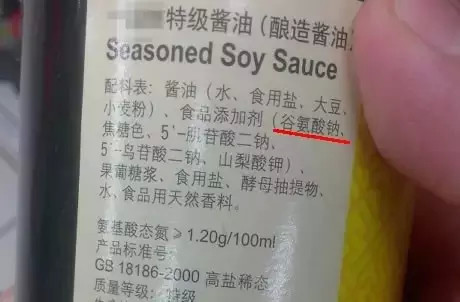 特级酱油（酿造酱油）
Seasoned Soy Sauce
配料表：酱油（水、食用盐、大豆、
小麦粉）、食品添加剂（谷氨酸钠、
焦糖色、5'-肌苷酸二钠、
5'-鸟苷酸二钠、山梨酸钾）、
果葡糖浆、食用盐、酵母抽提物、
水、食品用天然香料。
氨基酸态氮≥1.20g/100ml
产品标准号：
GB 18186-2000 高盐稀态
质量等级：特级